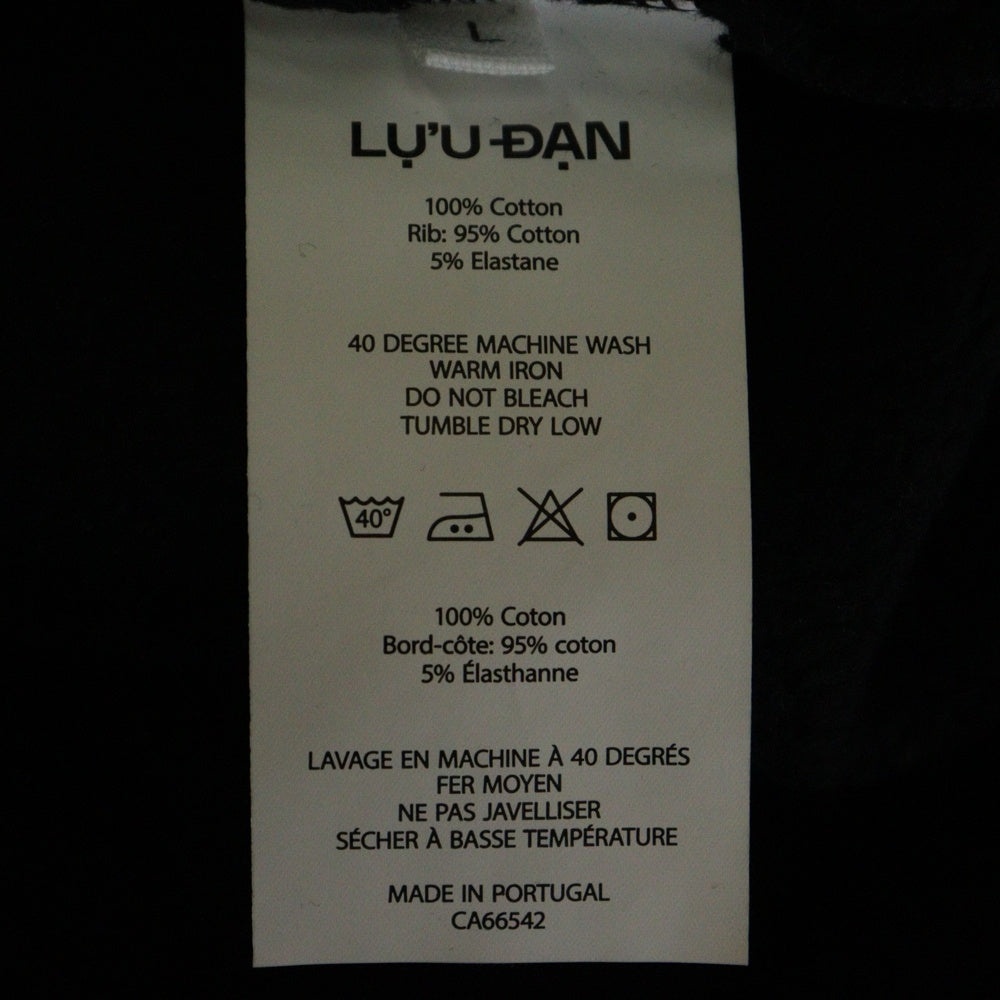 L
LỰU ĐẠN
100% Cotton
Rib: 95% Cotton
5% Elastane
40 DEGREE MACHINE WASH
WARM IRON
DO NOT BLEACH
TUMBLE DRY LOW
40°
100% Coton
Bord-côte: 95% coton
5% Élasthanne
LAVAGE EN MACHINE À 40 DEGRÉS
FER MOYEN
NE PAS JAVELLISER
SÉCHER À BASSE TEMPÉRATURE
MADE IN PORTUGAL
CA66542